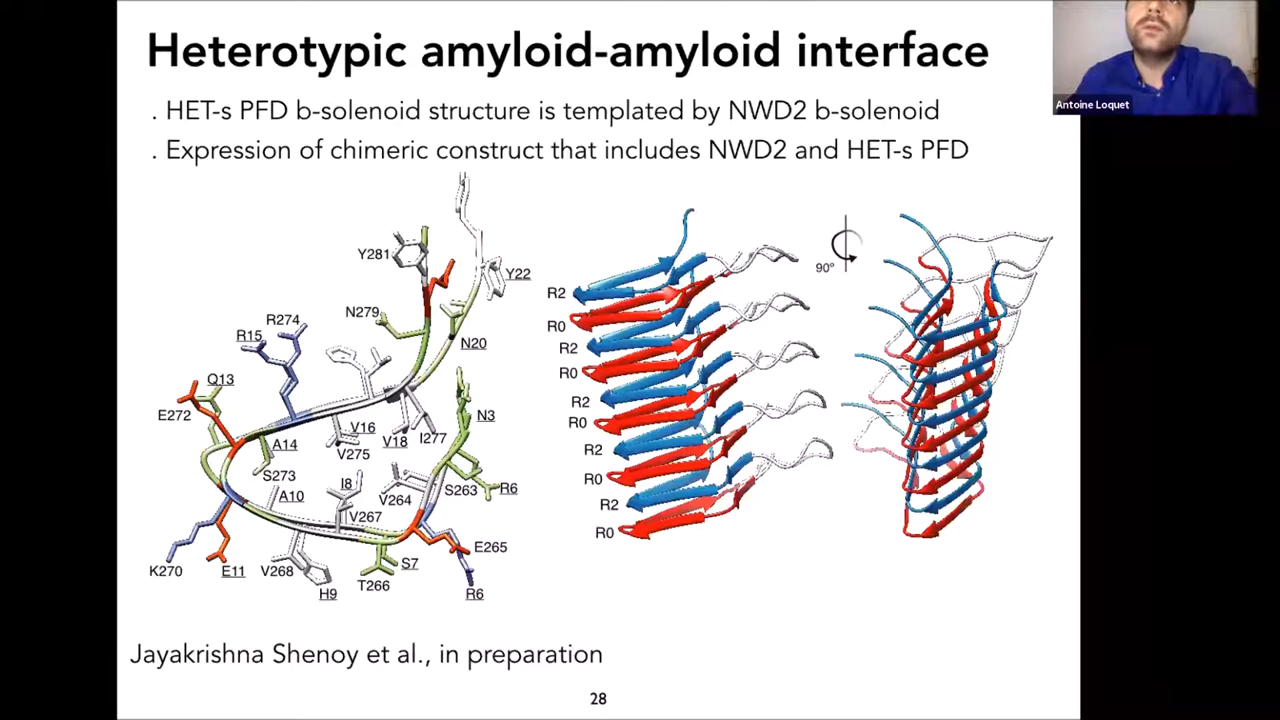 Heterotypic amyloid-amyloid interface
. HET-s PFD b-solenoid structure is templated by NWD2 b-solenoid
. Expression of chimeric construct that includes NWD2 and HET-s PFD
Antoine Loquet
Y281
Y22
N279
R274
R15
N20
Q13
E272
N3
V16
A14
V275
V18
I277
S273
I8
V264
S263
R6
A10
V267
E265
K270
E11
V268
S7
T266
H9
R6
R2
R0
R2
R0
R2
R0
R2
R0
R2
R0
90°
Jayakrishna Shenoy et al., in preparation
28